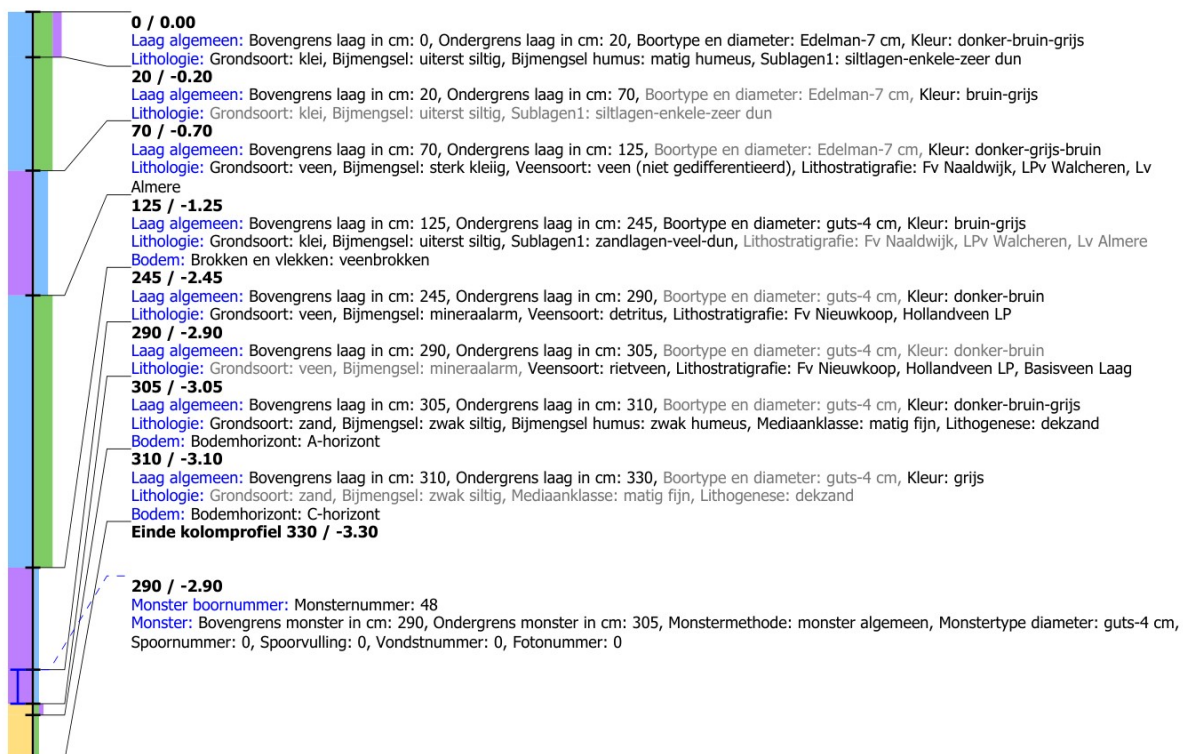 0 / 0.00
Laag algemeen: Bovengrens laag in cm: 0, Ondergrens laag in cm: 20, Boortype en diameter: Edelman-7 cm, Kleur: donker-bruin-grijs
Lithologie: Grondsoort: klei, Bijmengsel: uiterst siltig, Bijmengsel humus: matig humeus, Sublagen1: siltlagen-enkele-zeer dun
20 / -0.20
Laag algemeen: Bovengrens laag in cm: 20, Ondergrens laag in cm: 70, Boortype en diameter: Edelman-7 cm, Kleur: bruin-grijs
Lithologie: Grondsoort: klei, Bijmengsel: uiterst siltig, Sublagen1: siltlagen-enkele-zeer dun
70 / -0.70
Laag algemeen: Bovengrens laag in cm: 70, Ondergrens laag in cm: 125, Boortype en diameter: Edelman-7 cm, Kleur: donker-grijs-bruin
Lithologie: Grondsoort: veen, Bijmengsel: sterk kleiig, Veensoort: veen (niet gedifferentieerd), Lithostratigrafie: Fv Naaldwijk, LPv Walcheren, Lv
Almere
125 / -1.25
Laag algemeen: Bovengrens laag in cm: 125, Ondergrens laag in cm: 245, Boortype en diameter: guts-4 cm, Kleur: bruin-grijs
Lithologie: Grondsoort: klei, Bijmengsel: uiterst siltig, Sublagen1: zandlagen-veel-dun, Lithostratigrafie: Fv Naaldwijk, LPv Walcheren, Lv Almere
Bodem: Brokken en vlekken: veenbrokken
245 / -2.45
Laag algemeen: Bovengrens laag in cm: 245, Ondergrens laag in cm: 290, Boortype en diameter: guts-4 cm, Kleur: donker-bruin
Lithologie: Grondsoort: veen, Bijmengsel: mineraalarm, Veensoort: detritus, Lithostratigrafie: Fv Nieuwkoop, Hollandveen LP
290 / -2.90
Laag algemeen: Bovengrens laag in cm: 290, Ondergrens laag in cm: 305, Boortype en diameter: guts-4 cm, Kleur: donker-bruin
Lithologie: Grondsoort: veen, Bijmengsel: mineraalarm, Veensoort: rietveen, Lithostratigrafie: Fv Nieuwkoop, Hollandveen LP, Basisveen Laag
305 / -3.05
Laag algemeen: Bovengrens laag in cm: 305, Ondergrens laag in cm: 310, Boortype en diameter: guts-4 cm, Kleur: donker-bruin-grijs
Lithologie: Grondsoort: zand, Bijmengsel: zwak siltig, Bijmengsel humus: zwak humeus, Mediaanklasse: matig fijn, Lithogenese: dekzand
Bodem: Bodemhorizont: A-horizont
310 / -3.10
Laag algemeen: Bovengrens laag in cm: 310, Ondergrens laag in cm: 330, Boortype en diameter: guts-4 cm, Kleur: grijs
Lithologie: Grondsoort: zand, Bijmengsel: zwak siltig, Mediaanklasse: matig fijn, Lithogenese: dekzand
Bodem: Bodemhorizont: C-horizont
Einde kolomprofiel 330 / -3.30
290 / -2.90
Monster boornummer: Monsternummer: 48
Monster: Bovengrens monster in cm: 290, Ondergrens monster in cm: 305, Monstermethode: monster algemeen, Monstertype diameter: guts-4 cm,
Spoornummer: 0, Spoorvulling: 0, Vondstnummer: 0, Fotonummer: 0